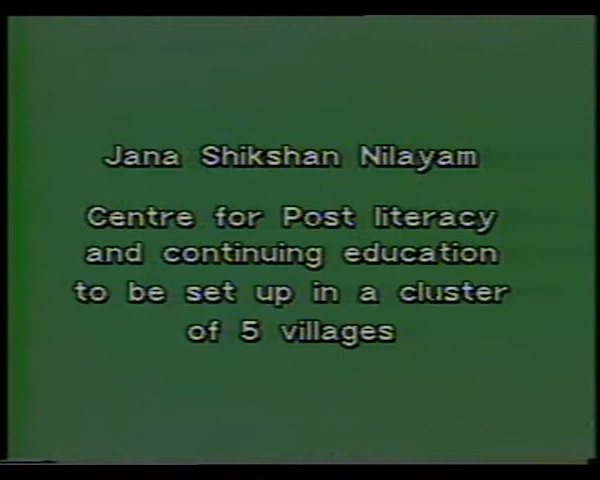 Jana Shikshan Nilayam
Centre for Post literacy
and continuing education
to be set up in a cluster
of 5 villages